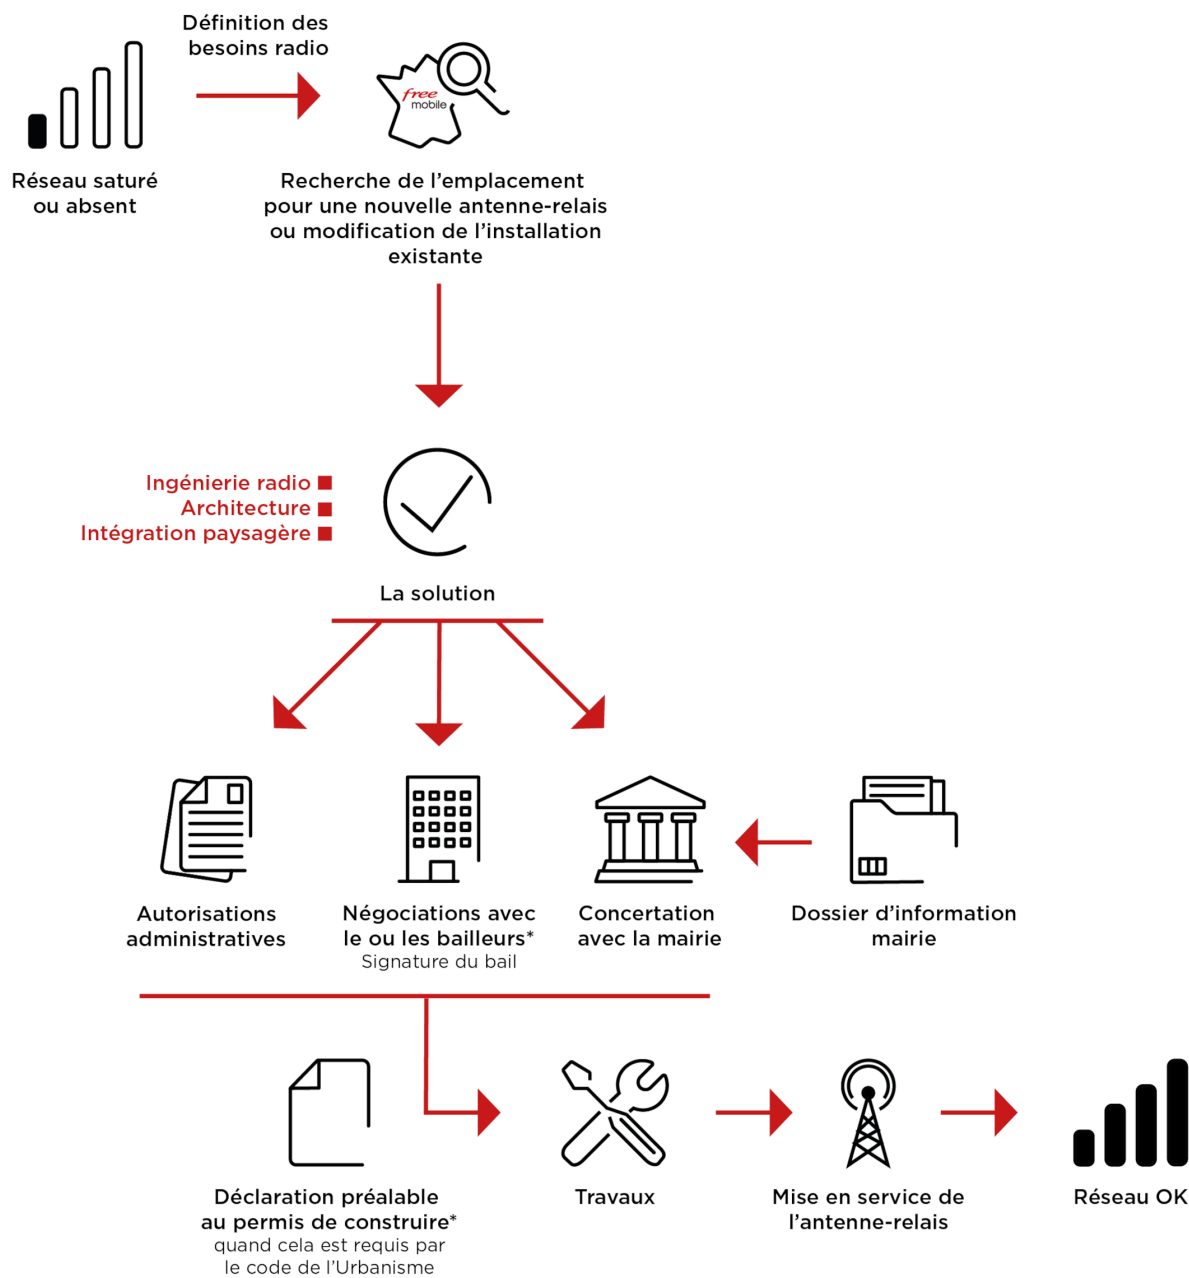 Définition des
besoins radio
free
mobile
Réseau saturé
ou absent
Recherche de l’emplacement
pour une nouvelle antenne-relais
ou modification de l’installation
existante
Ingénierie radio
Architecture
Intégration paysagère
La solution
Autorisations
administratives
Négociations avec
le ou les bailleurs*
Signature du bail
Concertation
avec la mairie
Dossier d’information
mairie
Déclaration préalable
au permis de construire*
quand cela est requis par
le code de l’Urbanisme
Travaux
Mise en service de
l’antenne-relais
Réseau OK